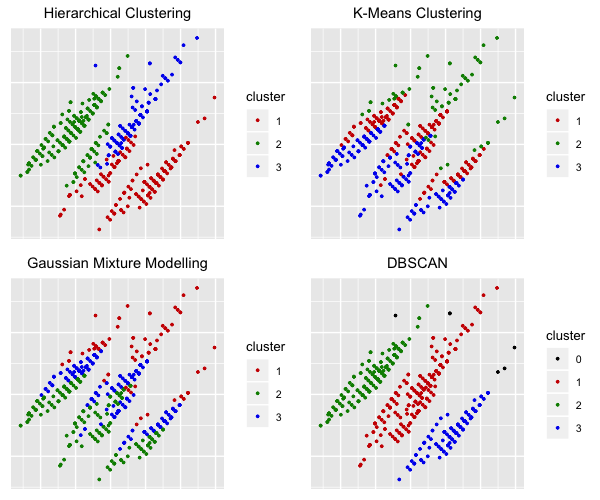 Hierarchical Clustering
cluster
1
2
3
K-Means Clustering
cluster
1
2
3
Gaussian Mixture Modelling
cluster
1
2
3
DBSCAN
cluster
0
1
2
3